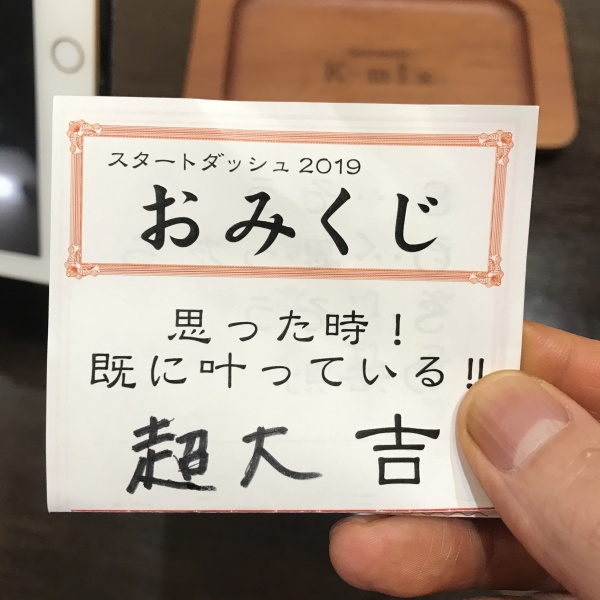 スタートダッシュ2019
おみくじ
思った時！
既に叶っている!!
超大吉